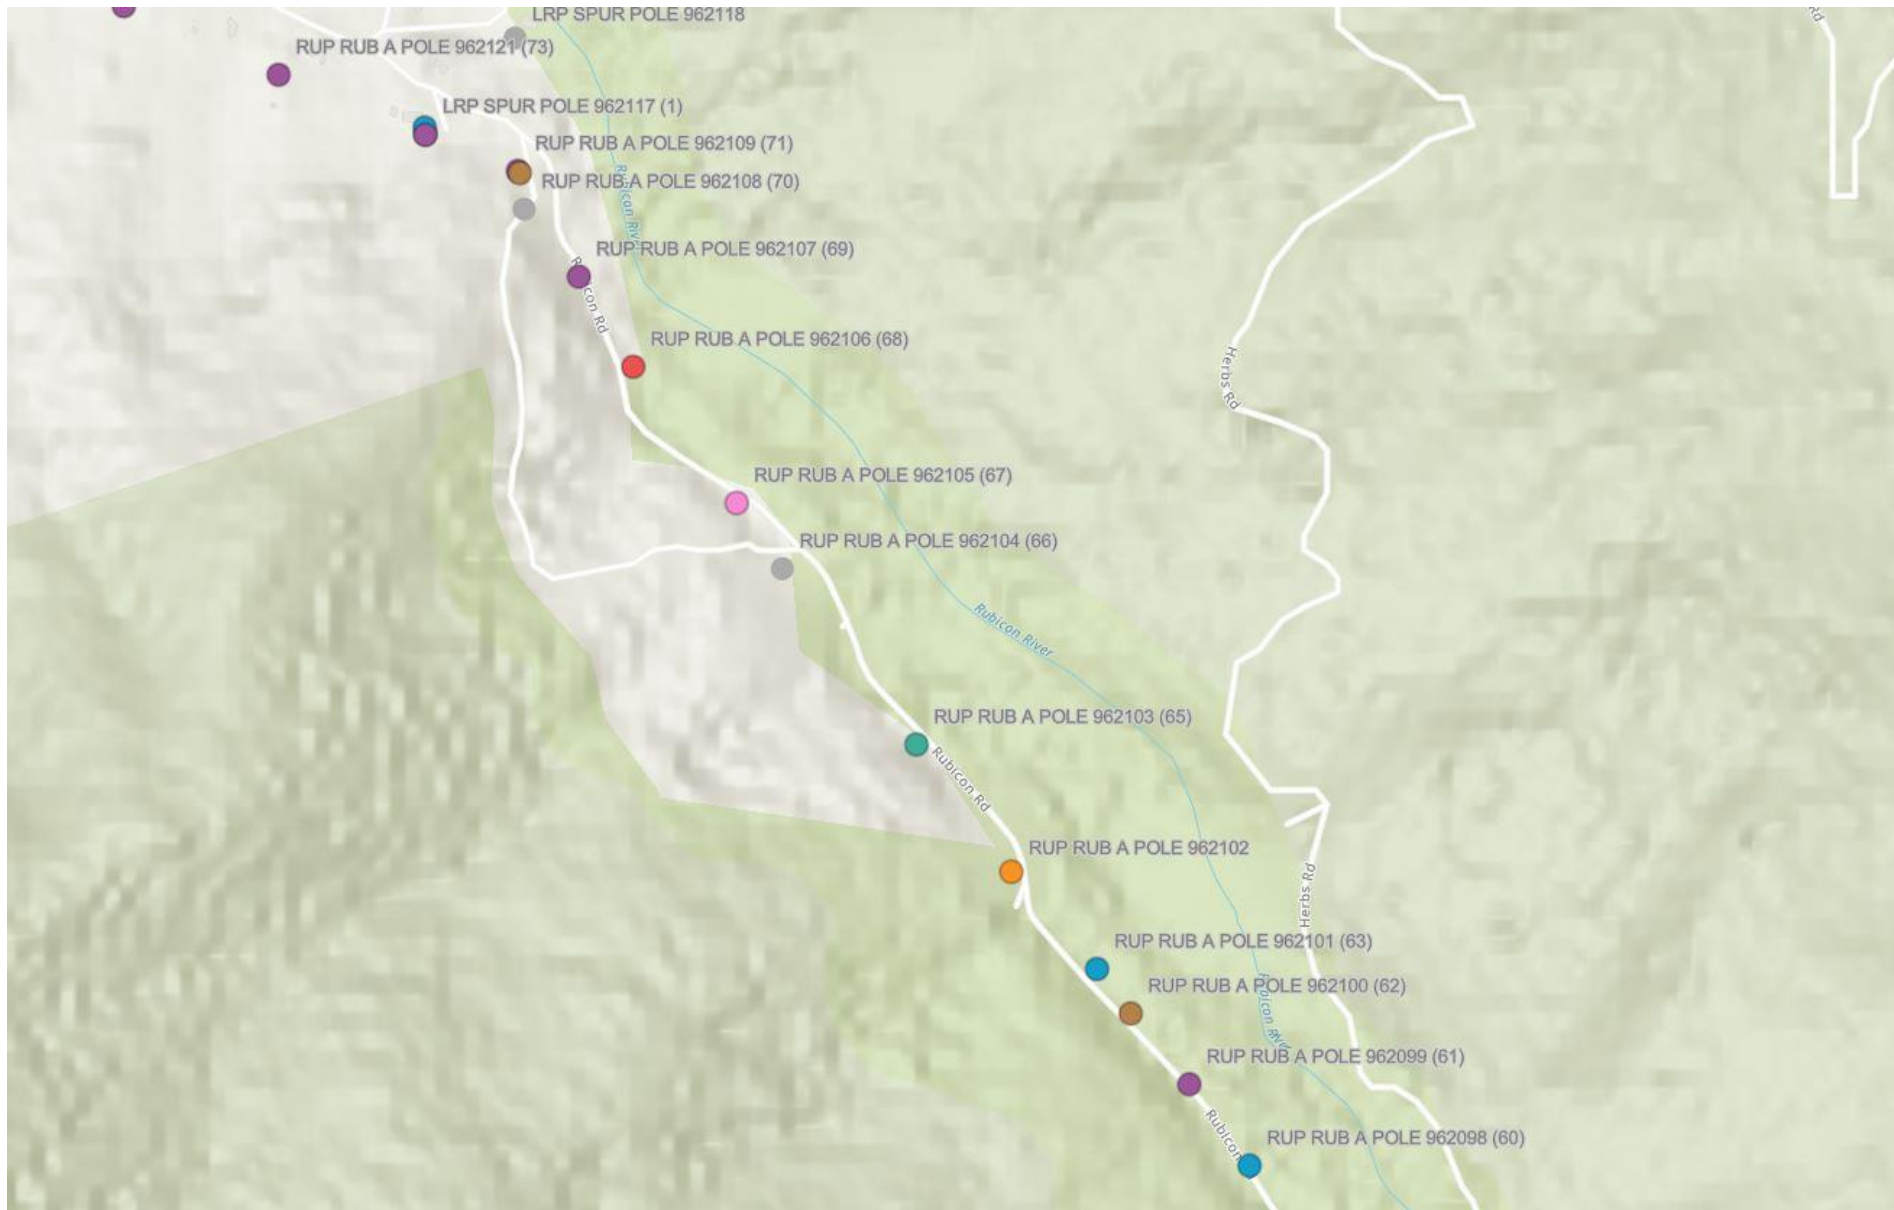 LRP SPUR POLE 962118
Rd
RUP RUB A POLE 962121 (73)
LRP SPUR POLE 962117 (1)
RUP RUB A POLE 962109 (71)
RUP RUB A POLE 962108 (70)
Rubicon River
RUP RUB A POLE 962107 (69)
Rubicon Rd
RUP RUB A POLE 962106 (68)
Herbs Rd
RUP RUB A POLE 962105 (67)
RUP RUB A POLE 962104 (66)
Rubicon River
RUP RUB A POLE 962103 (65)
Rubicon Rd
RUP RUB A POLE 962102
Herbs Rd
RUP RUB A POLE 962101 (63)
RUP RUB A POLE 962100 (62)
Rubicon River
RUP RUB A POLE 962099 (61)
Rubicon
RUP RUB A POLE 962098 (60)